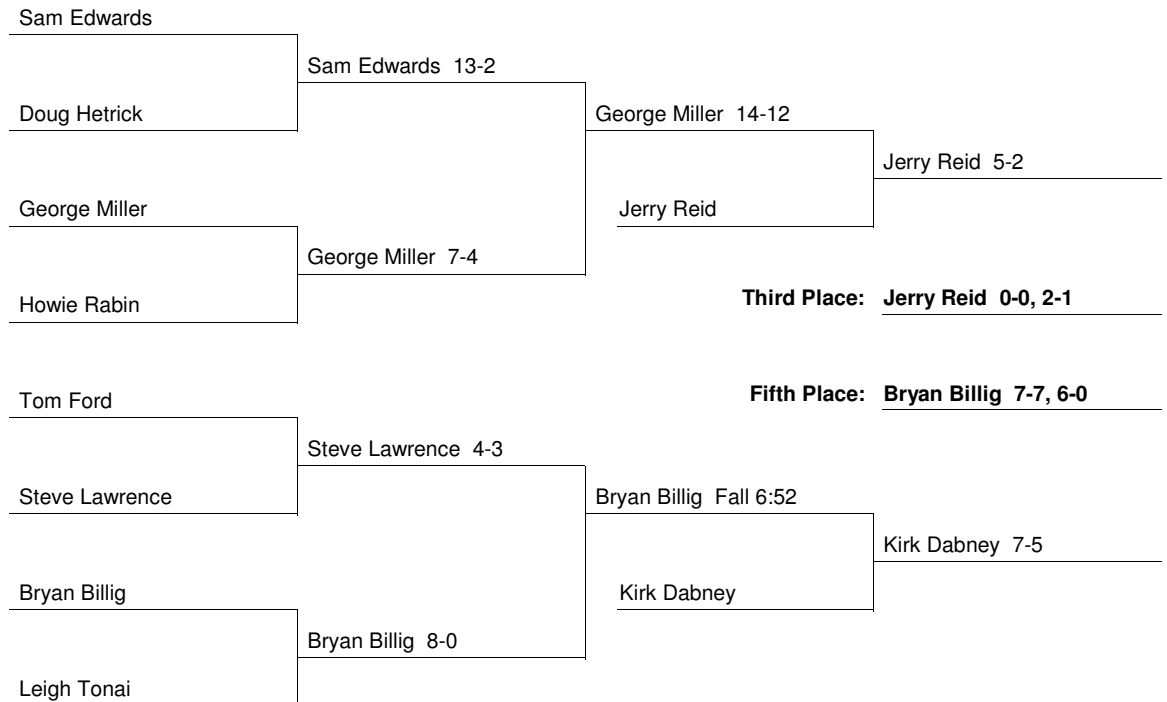 Sam Edwards
Sam Edwards 13-2
Doug Hetrick
George Miller 14-12
Jerry Reid 5-2
George Miller
Jerry Reid
George Miller 7-4
Howie Rabin
Third Place: Jerry Reid 0-0, 2-1
Tom Ford
Fifth Place: Bryan Billig 7-7, 6-0
Steve Lawrence 4-3
Steve Lawrence
Bryan Billig Fall 6:52
Kirk Dabney 7-5
Bryan Billig
Kirk Dabney
Bryan Billig 8-0
Leigh Tonai